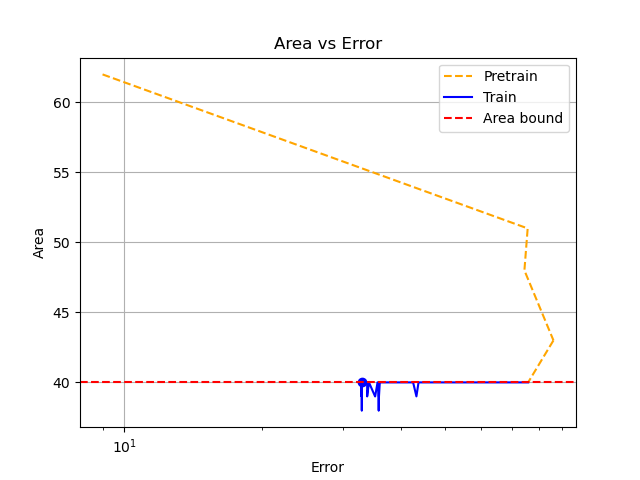 Area vs Error
Pretrain
Train
Area bound
60
55
50
45
40
Area
10¹
Error